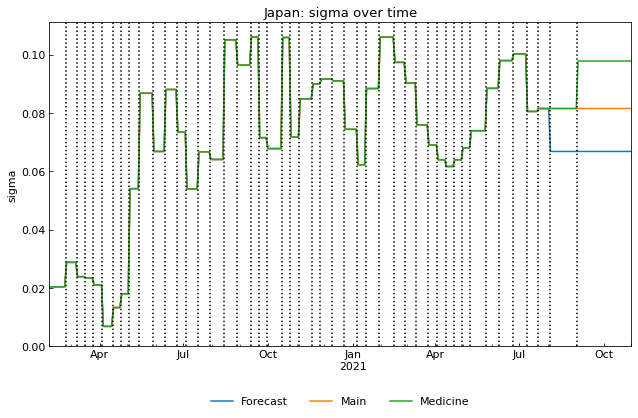 Japan: sigma over time
0.10
0.08
0.06
0.04
0.02
0.00
sigma
Apr Jul Oct Jan Apr Jul Oct
2021
Forecast Main Medicine